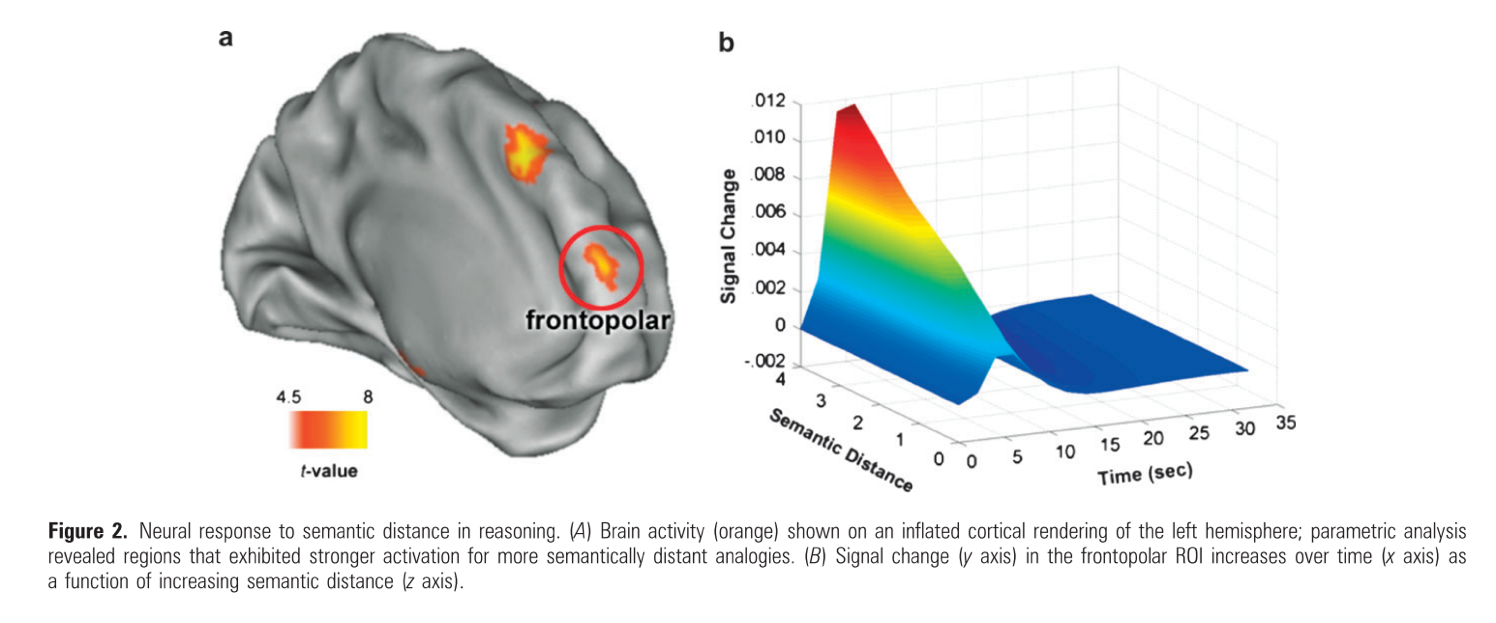 a
frontopolar
4.5 8
t-value
b
.012
.010
.008
.006
.004
.002
0
-.002
Signal Change
4
3
2
1
0
Semantic Distance
0 5 10 15 20 25 30 35
Time (sec)
Figure 2. Neural response to semantic distance in reasoning. (A) Brain activity (orange) shown on an inflated cortical rendering of the left hemisphere; parametric analysis
revealed regions that exhibited stronger activation for more semantically distant analogies. (B) Signal change (y axis) in the frontopolar ROI increases over time (x axis) as
a function of increasing semantic distance (z axis).